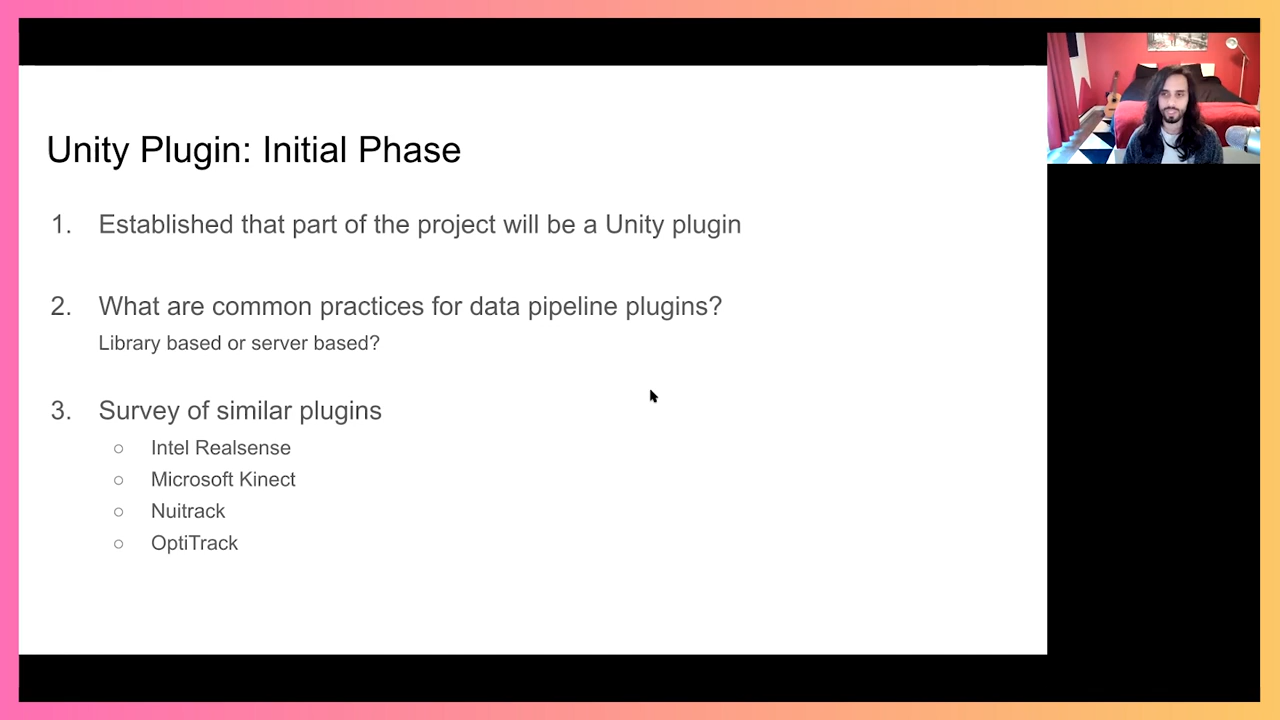 Unity Plugin: Initial Phase
1. Established that part of the project will be a Unity plugin
2. What are common practices for data pipeline plugins?
Library based or server based?
3. Survey of similar plugins
○ Intel Realsense
○ Microsoft Kinect
○ Nuitrack
○ OptiTrack